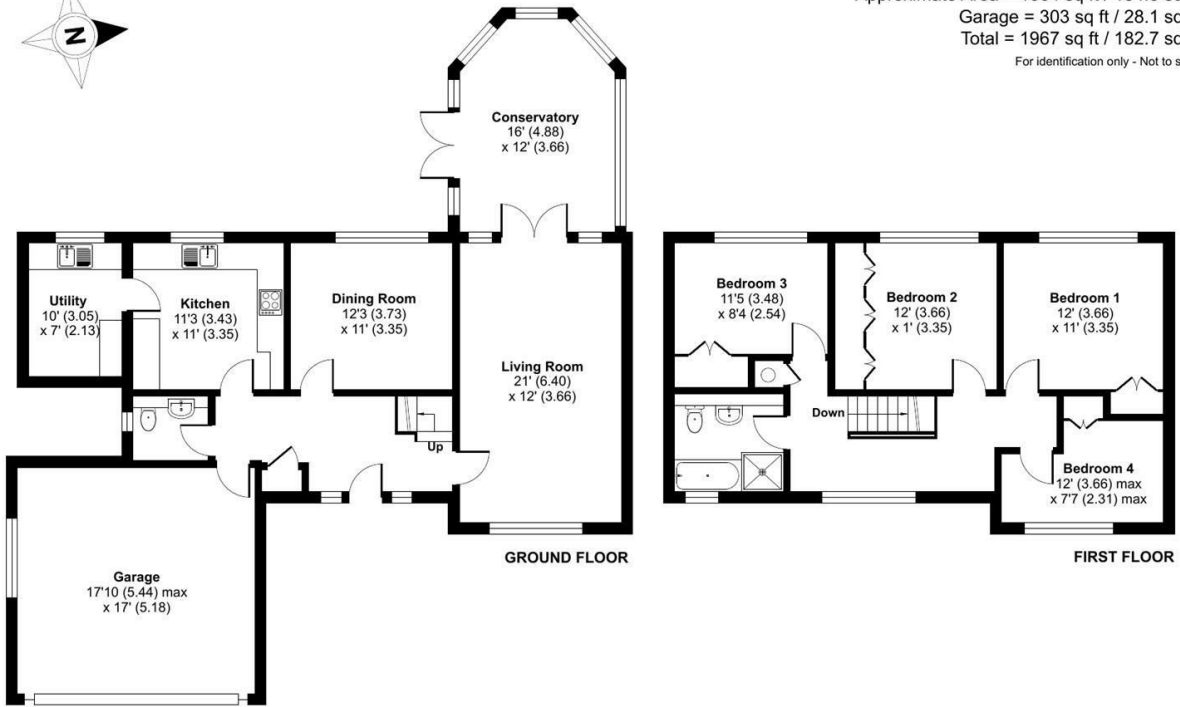 N
Garage = 303 sq ft / 28.1 sq
Total = 1967 sq ft / 182.7 sq
For identification only - Not to s
Conservatory
16' (4.88)
x 12' (3.66)
Utility
10' (3.05)
x 7' (2.13)
Kitchen
11'3 (3.43)
x 11' (3.35)
Dining Room
12'3 (3.73)
x 11' (3.35)
Living Room
21' (6.40)
x 12' (3.66)
Up
Garage
17'10 (5.44) max
x 17' (5.18)
GROUND FLOOR
Bedroom 3
11'5 (3.48)
x 8'4 (2.54)
Bedroom 2
12' (3.66)
x 1' (3.35)
Bedroom 1
12' (3.66)
x 11' (3.35)
Down
Bedroom 4
12' (3.66) max
x 7'7 (2.31) max
FIRST FLOOR